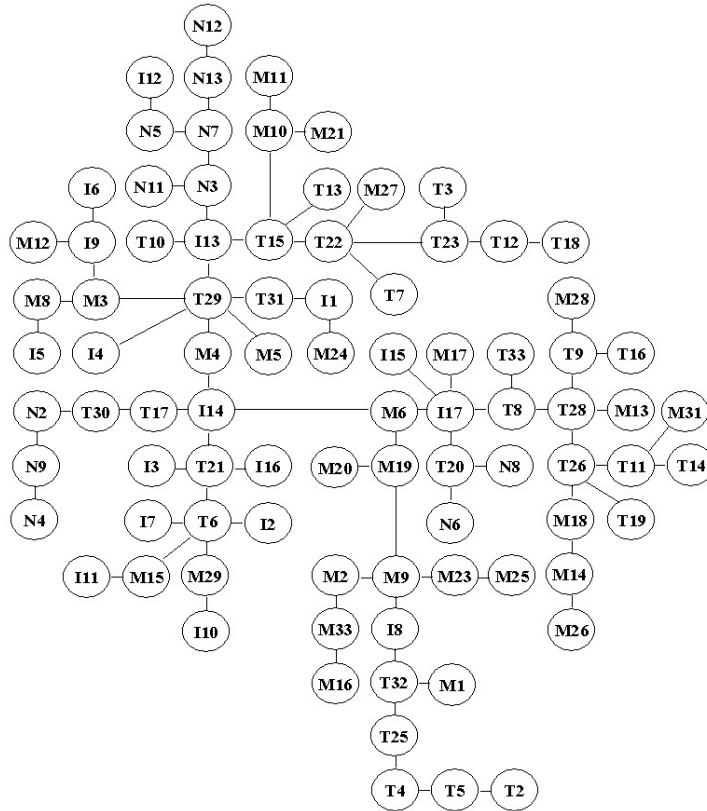 N12
I12 N13 M11
N5 N7 M10 M21
I6 N11 N3 T13 M27 T3
M12 I9 T10 I13 T15 T22 T23 T12 T18
M8 M3 T29 T31 I1 T7 M28
I5 I4 M4 M5 M24 I15 M17 T33 T9 T16
N2 T30 T17 I14 M6 I17 T8 T28 M13 M31
N9 I3 T21 I16 M20 M19 T20 N8 T26 T11 T14
N4 I7 T6 I2 N6 M18 T19
I11 M15 M29 M2 M9 M23 M25 M14
I10 M33 I8 M26
M16 T32 M1
T25
T4 T5 T2